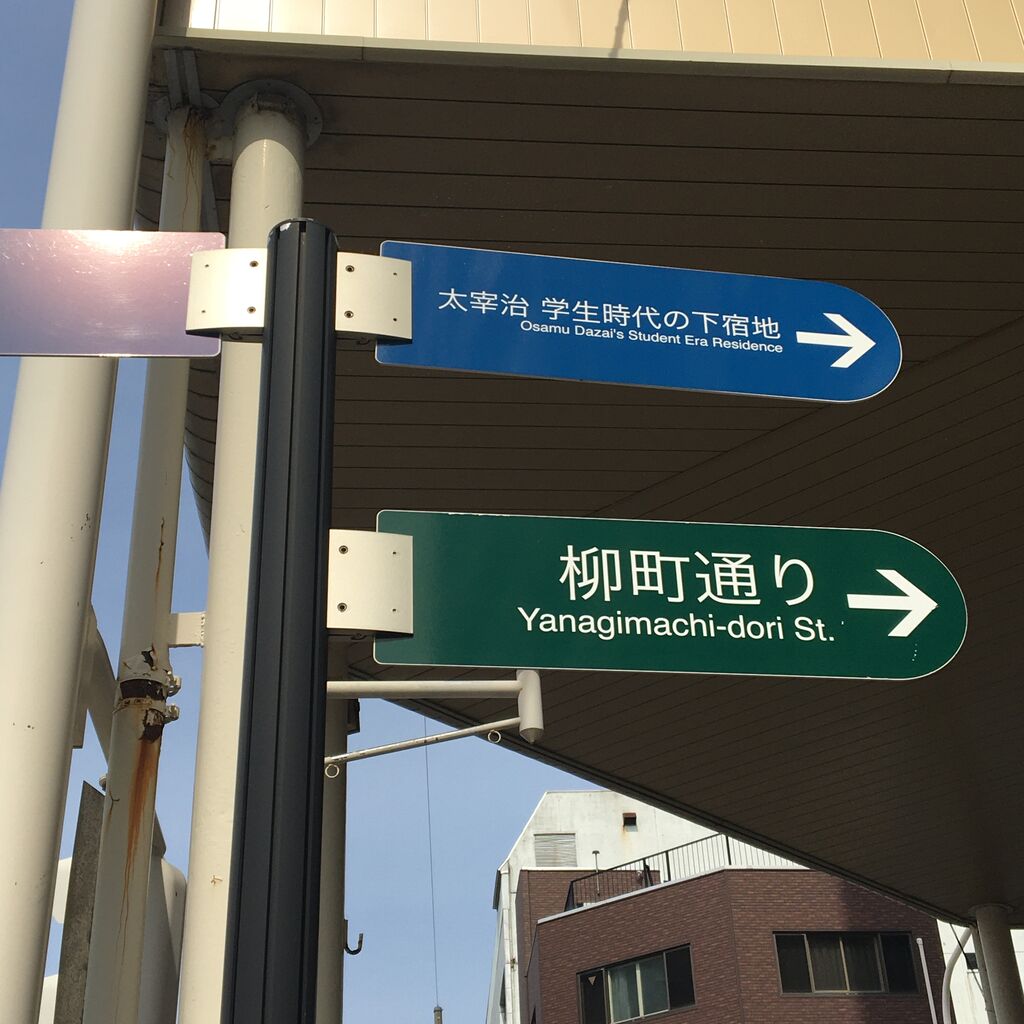 太宰治 学生時代の下宿地
Osamu Dazai's Student Era Residence
柳町通り
Yanagimachi-dori St.